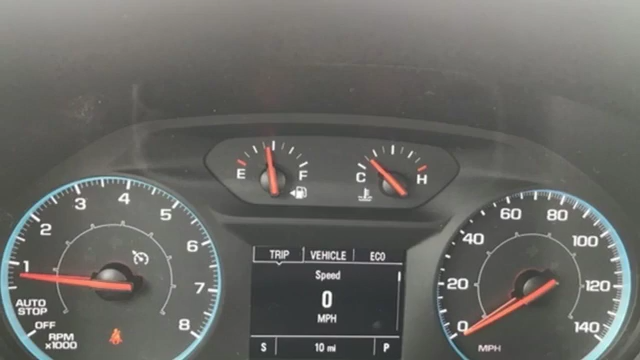 E F
C H
1 2 3 4 5 6 7 8
AUTO
STOP
OFF
RPM
x1000
TRIP VEHICLE ECO
Speed
0
MPH
S 10 mi P
0 20 40 60 80 100 120 140
MPH